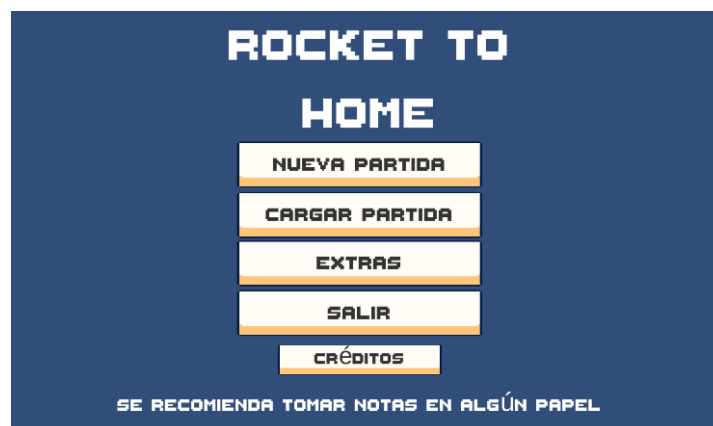 ROCKET TO
HOME
NUEVA PARTIDA
CARGAR PARTIDA
EXTRAS
SALIR
CRÉDITOS
SE RECOMIENDA TOMAR NOTAS EN ALGÚN PAPEL